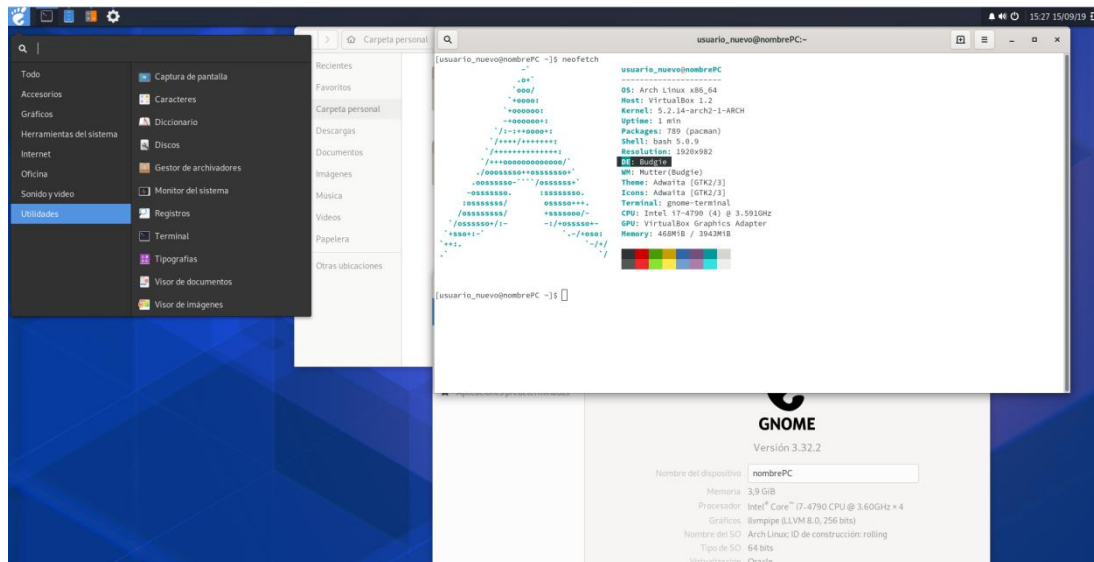 15:27 15/09/19
Todo
Accesorios
Gráficos
Herramientas del sistema
Internet
Oficina
Sonido y video
Utilidades
Captura de pantalla
Caracteres
Diccionario
Discos
Gestor de archivadores
Monitor del sistema
Registros
Terminal
Tipografías
Visor de documentos
Visor de imágenes
Carpeta personal
Recientes
Favoritos
Carpeta personal
Descargas
Documentos
Imágenes
Música
Videos
Papelera
Otras ubicaciones
usuario_nuevo@nombrePC:~
[usuario_nuevo@nombrePC ~]$ neofetch
usuario_nuevo@nombrePC
----------------------
OS: Arch Linux x86_64
Host: VirtualBox 1.2
Kernel: 5.2.14-arch2-1-ARCH
Uptime: 1 min
Packages: 789 (pacman)
Shell: bash 5.0.9
Resolution: 1920x982
DE: Budgie
WM: Mutter(Budgie)
Theme: Adwaita [GTK2/3]
Icons: Adwaita [GTK2/3]
Terminal: gnome-terminal
CPU: Intel i7-4790 (4) @ 3.591GHz
GPU: VirtualBox Graphics Adapter
Memory: 468MiB / 3943MiB
[usuario_nuevo@nombrePC ~]$
GNOME
Versión 3.32.2
Nombre del dispositivo nombrePC
Memoria 3,9 GiB
Procesador Intel® Core™ i7-4790 CPU @ 3.60GHz × 4
Gráficos llvmpipe (LLVM 8.0, 256 bits)
Nombre del SO Arch Linux; ID de construcción: rolling
Tipo de SO 64 bits
Virtualización Oracle